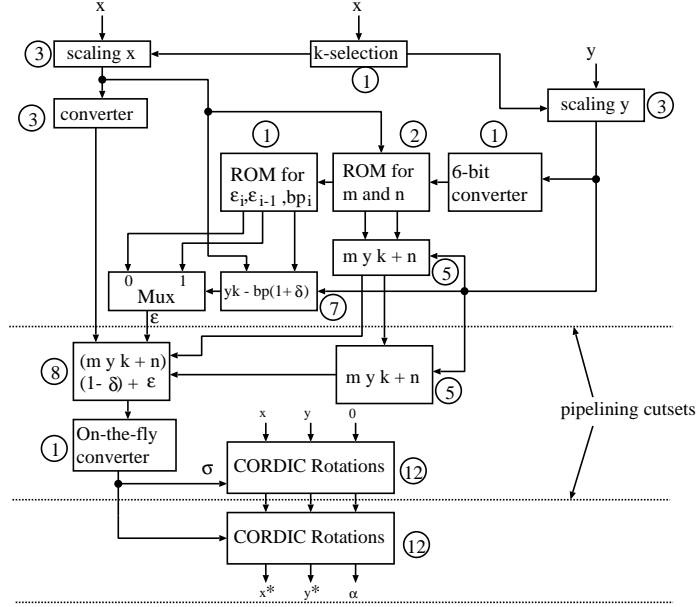 x
x
3
scaling x
k-selection
y
1
scaling y
3
3
converter
1
2
1
ROM for
εi,εi-1 ,bpi
ROM for
m and n
6-bit
converter
m y k + n
5
0
1
Mux
yk - bp(1+ δ)
7
ε
8
(m y k + n)
(1- δ) + ε
m y k + n
5
pipelining cutsets
1
On-the-fly
converter
x
y
0
σ
CORDIC Rotations
12
CORDIC Rotations
12
x*
y*
α